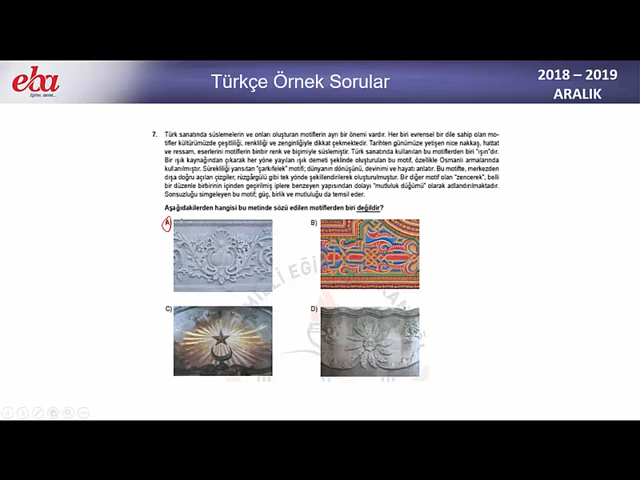 eba
Türkçe Örnek Sorular
2018 – 2019
ARALIK
7. Türk sanatında süslemelerin ve onları oluşturan motiflerin ayrı bir önemi vardır. Her biri evrensel bir dile sahip olan mo-
tifler kültürümüzde çeşitliliği, renkliliği ve zenginliğiyle dikkat çekmektedir. Tarihten günümüze yetişen nice nakkaş, hattat
ve ressam, eserlerini motiflerin binbir renk ve biçimiyle süslemiştir. Türk sanatında kullanılan bu motiflerden biri "ışın"dır.
Bir ışık kaynağından çıkarak her yöne yayılan ışık demeti şeklinde oluşturulan bu motif, özellikle Osmanlı armalarında
kullanılmıştır. Sürekliliği yansıtan "çarkıfelek" motifi; dünyanın dönüşünü, devinimi ve hayatı anlatır. Bu motifte, merkezden
dışa doğru açılan çizgiler, rüzgârgülü gibi tek yönde şekillendirilerek oluşturulmuştur. Bir diğer motif olan "zencerek", belli
bir düzenle birbirinin içinden geçirilmiş iplere benzeyen yapısından dolayı "mutluluk düğümü" olarak adlandırılmaktadır.
Sonsuzluğu simgeleyen bu motif; güç, birlik ve mutluluğu da temsil eder.
Aşağıdakilerden hangisi bu metinde sözü edilen motiflerden biri değildir?
A)
B)
C)
D)